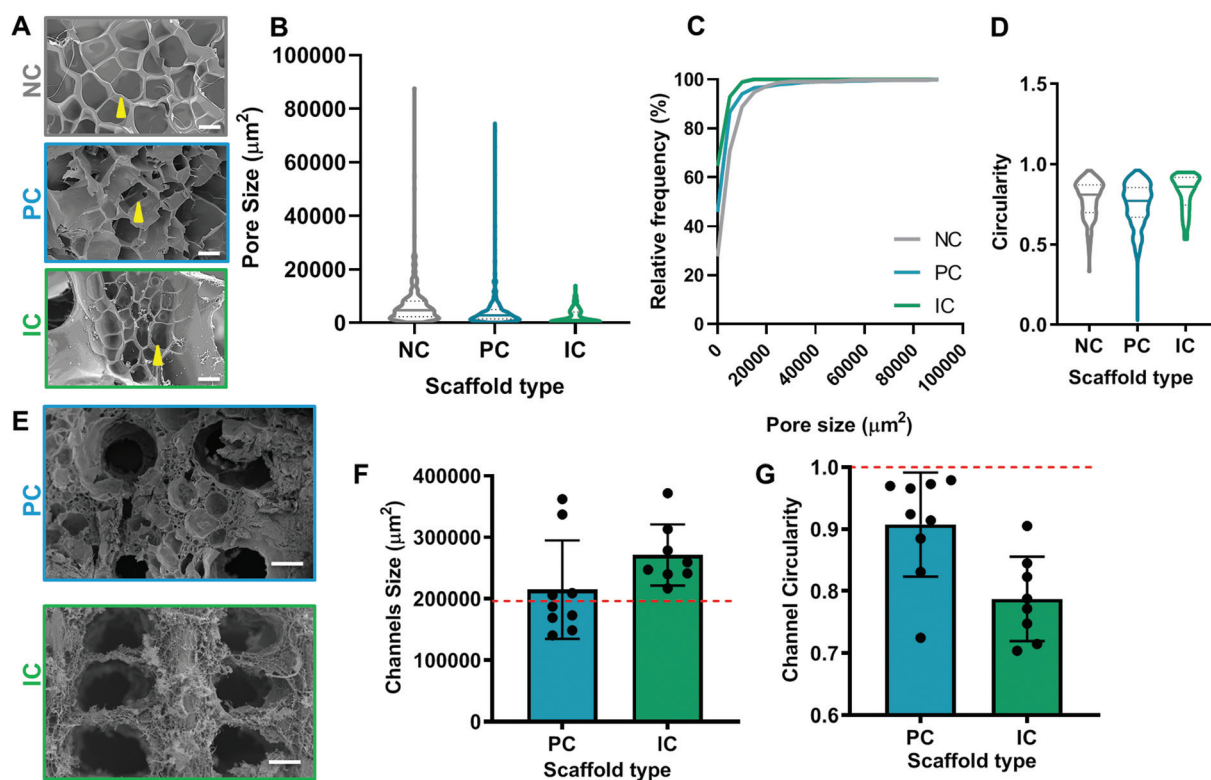 A
NC
PC
IC
B
Pore Size (µm²)
100000
80000
60000
40000
20000
0
NC PC IC
Scaffold type
C
Relative frequency (%)
100
80
60
40
20
0
NC
PC
IC
0 20000 40000 60000 80000 100000
Pore size (µm²)
D
Circularity
1.5
1.0
0.5
0.0
NC PC IC
Scaffold type
E
PC
IC
F
Channels Size (µm²)
400000
300000
200000
100000
0
PC IC
Scaffold type
G
Channel Circularity
1.0
0.9
0.8
0.7
0.6
PC IC
Scaffold type